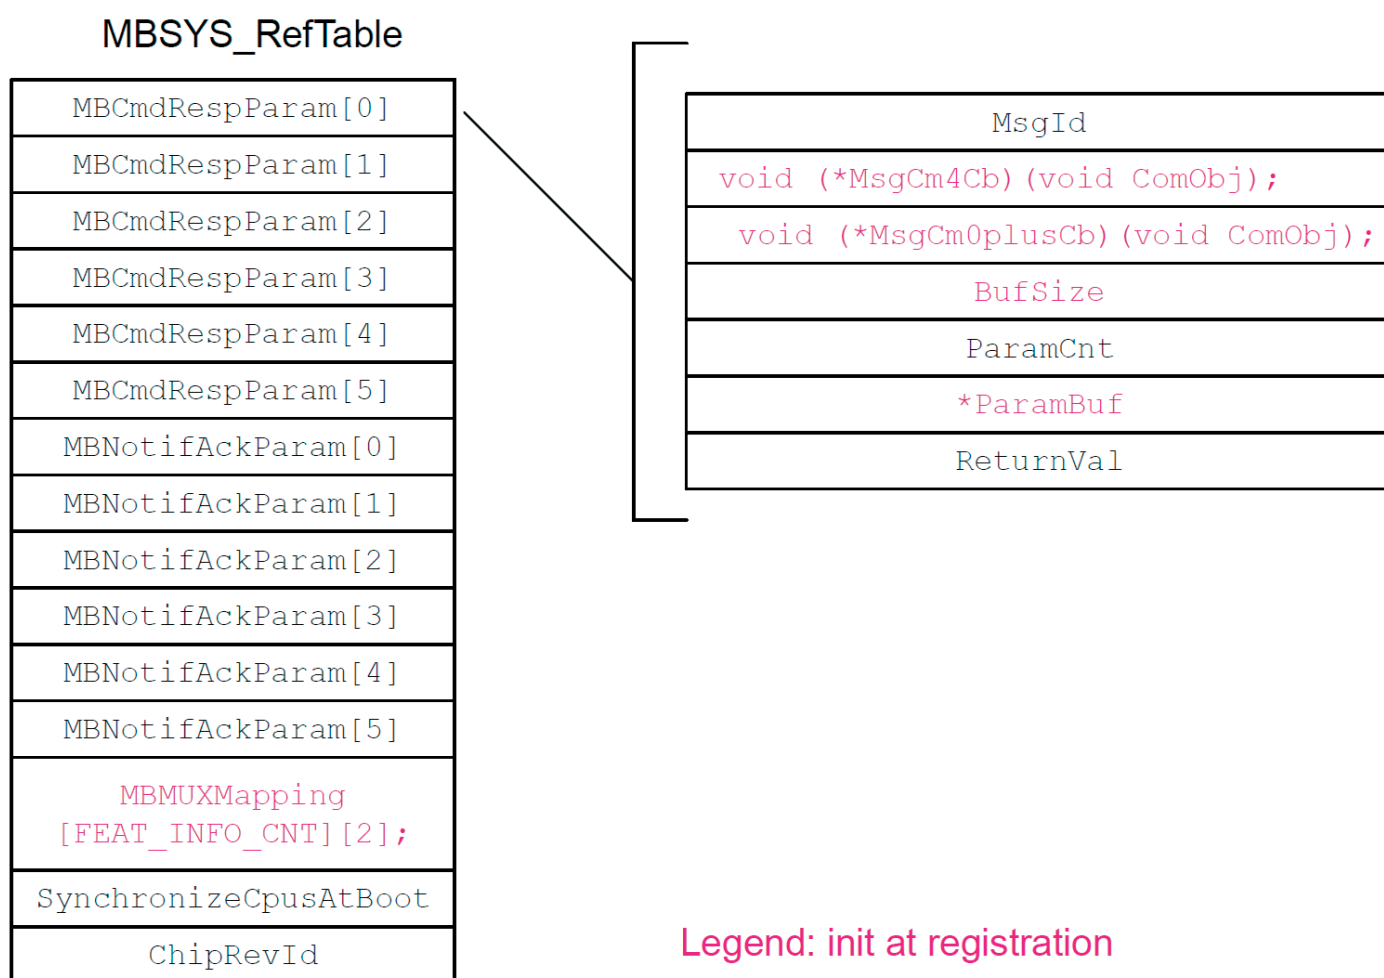 MBSYS_RefTable
MBCmdRespParam[0]
MBCmdRespParam[1]
MBCmdRespParam[2]
MBCmdRespParam[3]
MBCmdRespParam[4]
MBCmdRespParam[5]
MBNotifAckParam[0]
MBNotifAckParam[1]
MBNotifAckParam[2]
MBNotifAckParam[3]
MBNotifAckParam[4]
MBNotifAckParam[5]
MBMUXMapping
[FEAT_INFO_CNT][2];
SynchronizeCpusAtBoot
ChipRevId
MsgId
void (*MsgCm4Cb)(void ComObj);
void (*MsgCm0plusCb)(void ComObj);
BufSize
ParamCnt
*ParamBuf
ReturnVal
Legend: init at registration